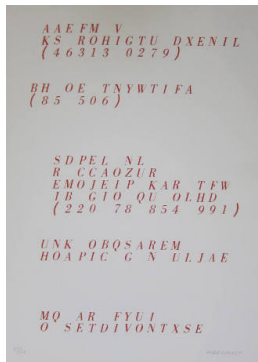 AAEFM V
KS ROHIGTU DXENIL
(46313 0279)
BH OE TNYWTIFA
(85 506)
SDPEL NL
R CCAOZUR
EMOJEIP KAR TFW
IB GIO QU OLHD
(220 78 854 991)
UNK OBQSAREM
HOAPIC G N ULJAE
MQ AR FYUI
O SETDIVONTXSE